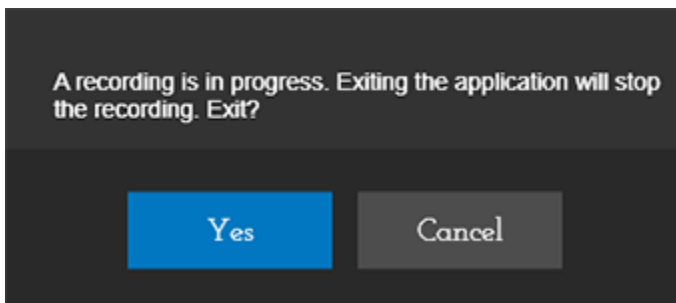 A recording is in progress. Exiting the application will stop
the recording. Exit?
Yes
Cancel